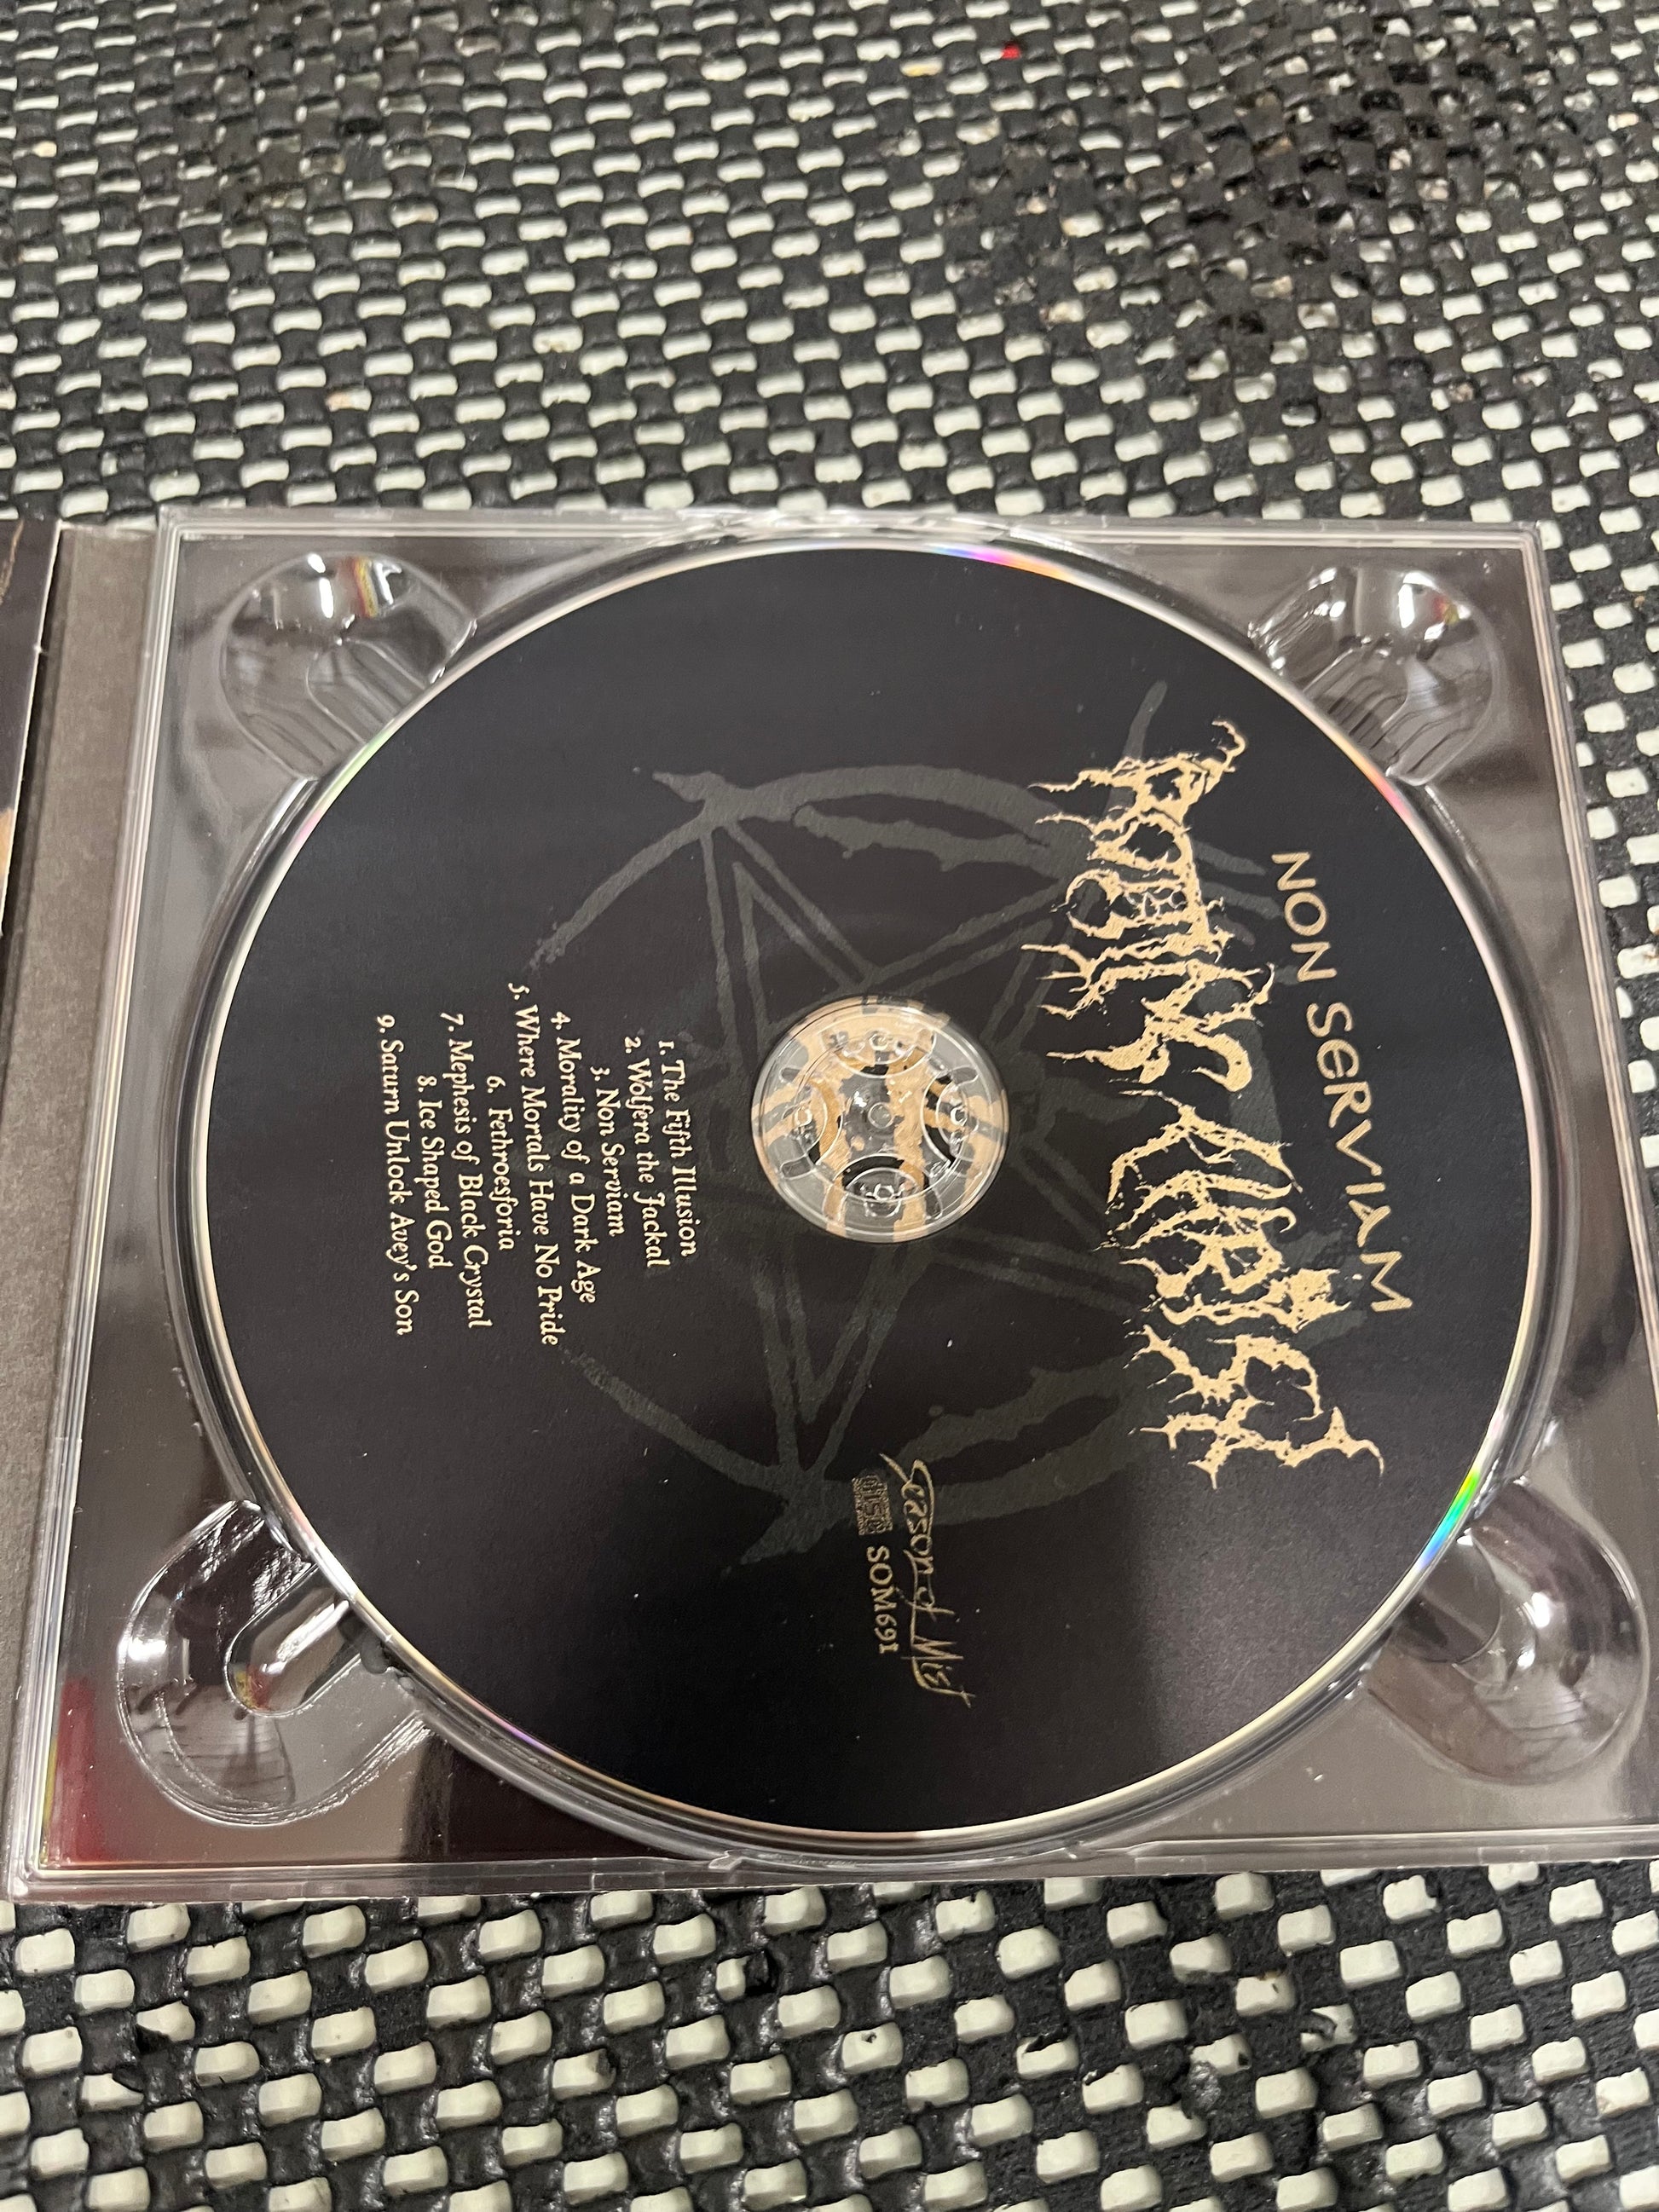 NON SERVIAM
ROTTING CHRIST
1. The Fifth Illusion
2. Wolfera the Jackal
3. Non Serviam
4. Morality of a Dark Age
5. Where Mortals Have No Pride
6. Fethroesforia
7. Mephesis of Black Crystal
8. Ice Shaped God
9. Saturn Unlock Avey's Son
Season of Mist
SOM691